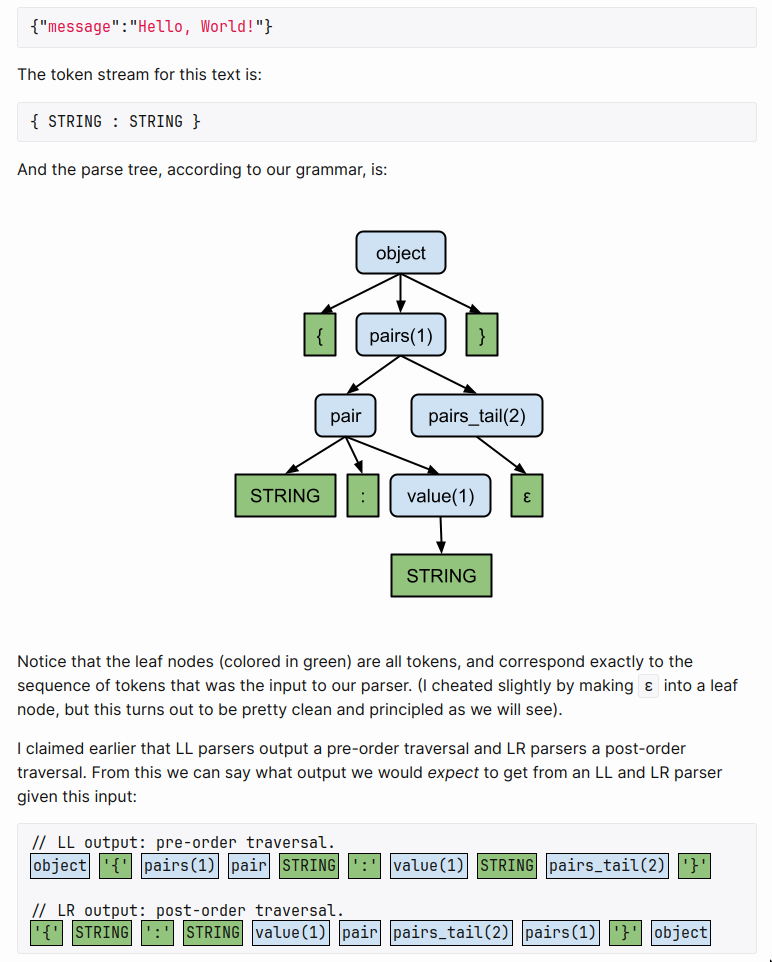 {"message":"Hello, World!"}
The token stream for this text is:
{ STRING : STRING }
And the parse tree, according to our grammar, is:
object
{ pairs(1) }
pair pairs_tail(2)
STRING : value(1) ε
STRING
Notice that the leaf nodes (colored in green) are all tokens, and correspond exactly to the
sequence of tokens that was the input to our parser. (I cheated slightly by making ε into a leaf
node, but this turns out to be pretty clean and principled as we will see).
I claimed earlier that LL parsers output a pre-order traversal and LR parsers a post-order
traversal. From this we can say what output we would expect to get from an LL and LR parser
given this input:
// LL output: pre-order traversal.
object '{' pairs(1) pair STRING ':' value(1) STRING pairs_tail(2) '}'
// LR output: post-order traversal.
'{' STRING ':' STRING value(1) pair pairs_tail(2) pairs(1) '}' object